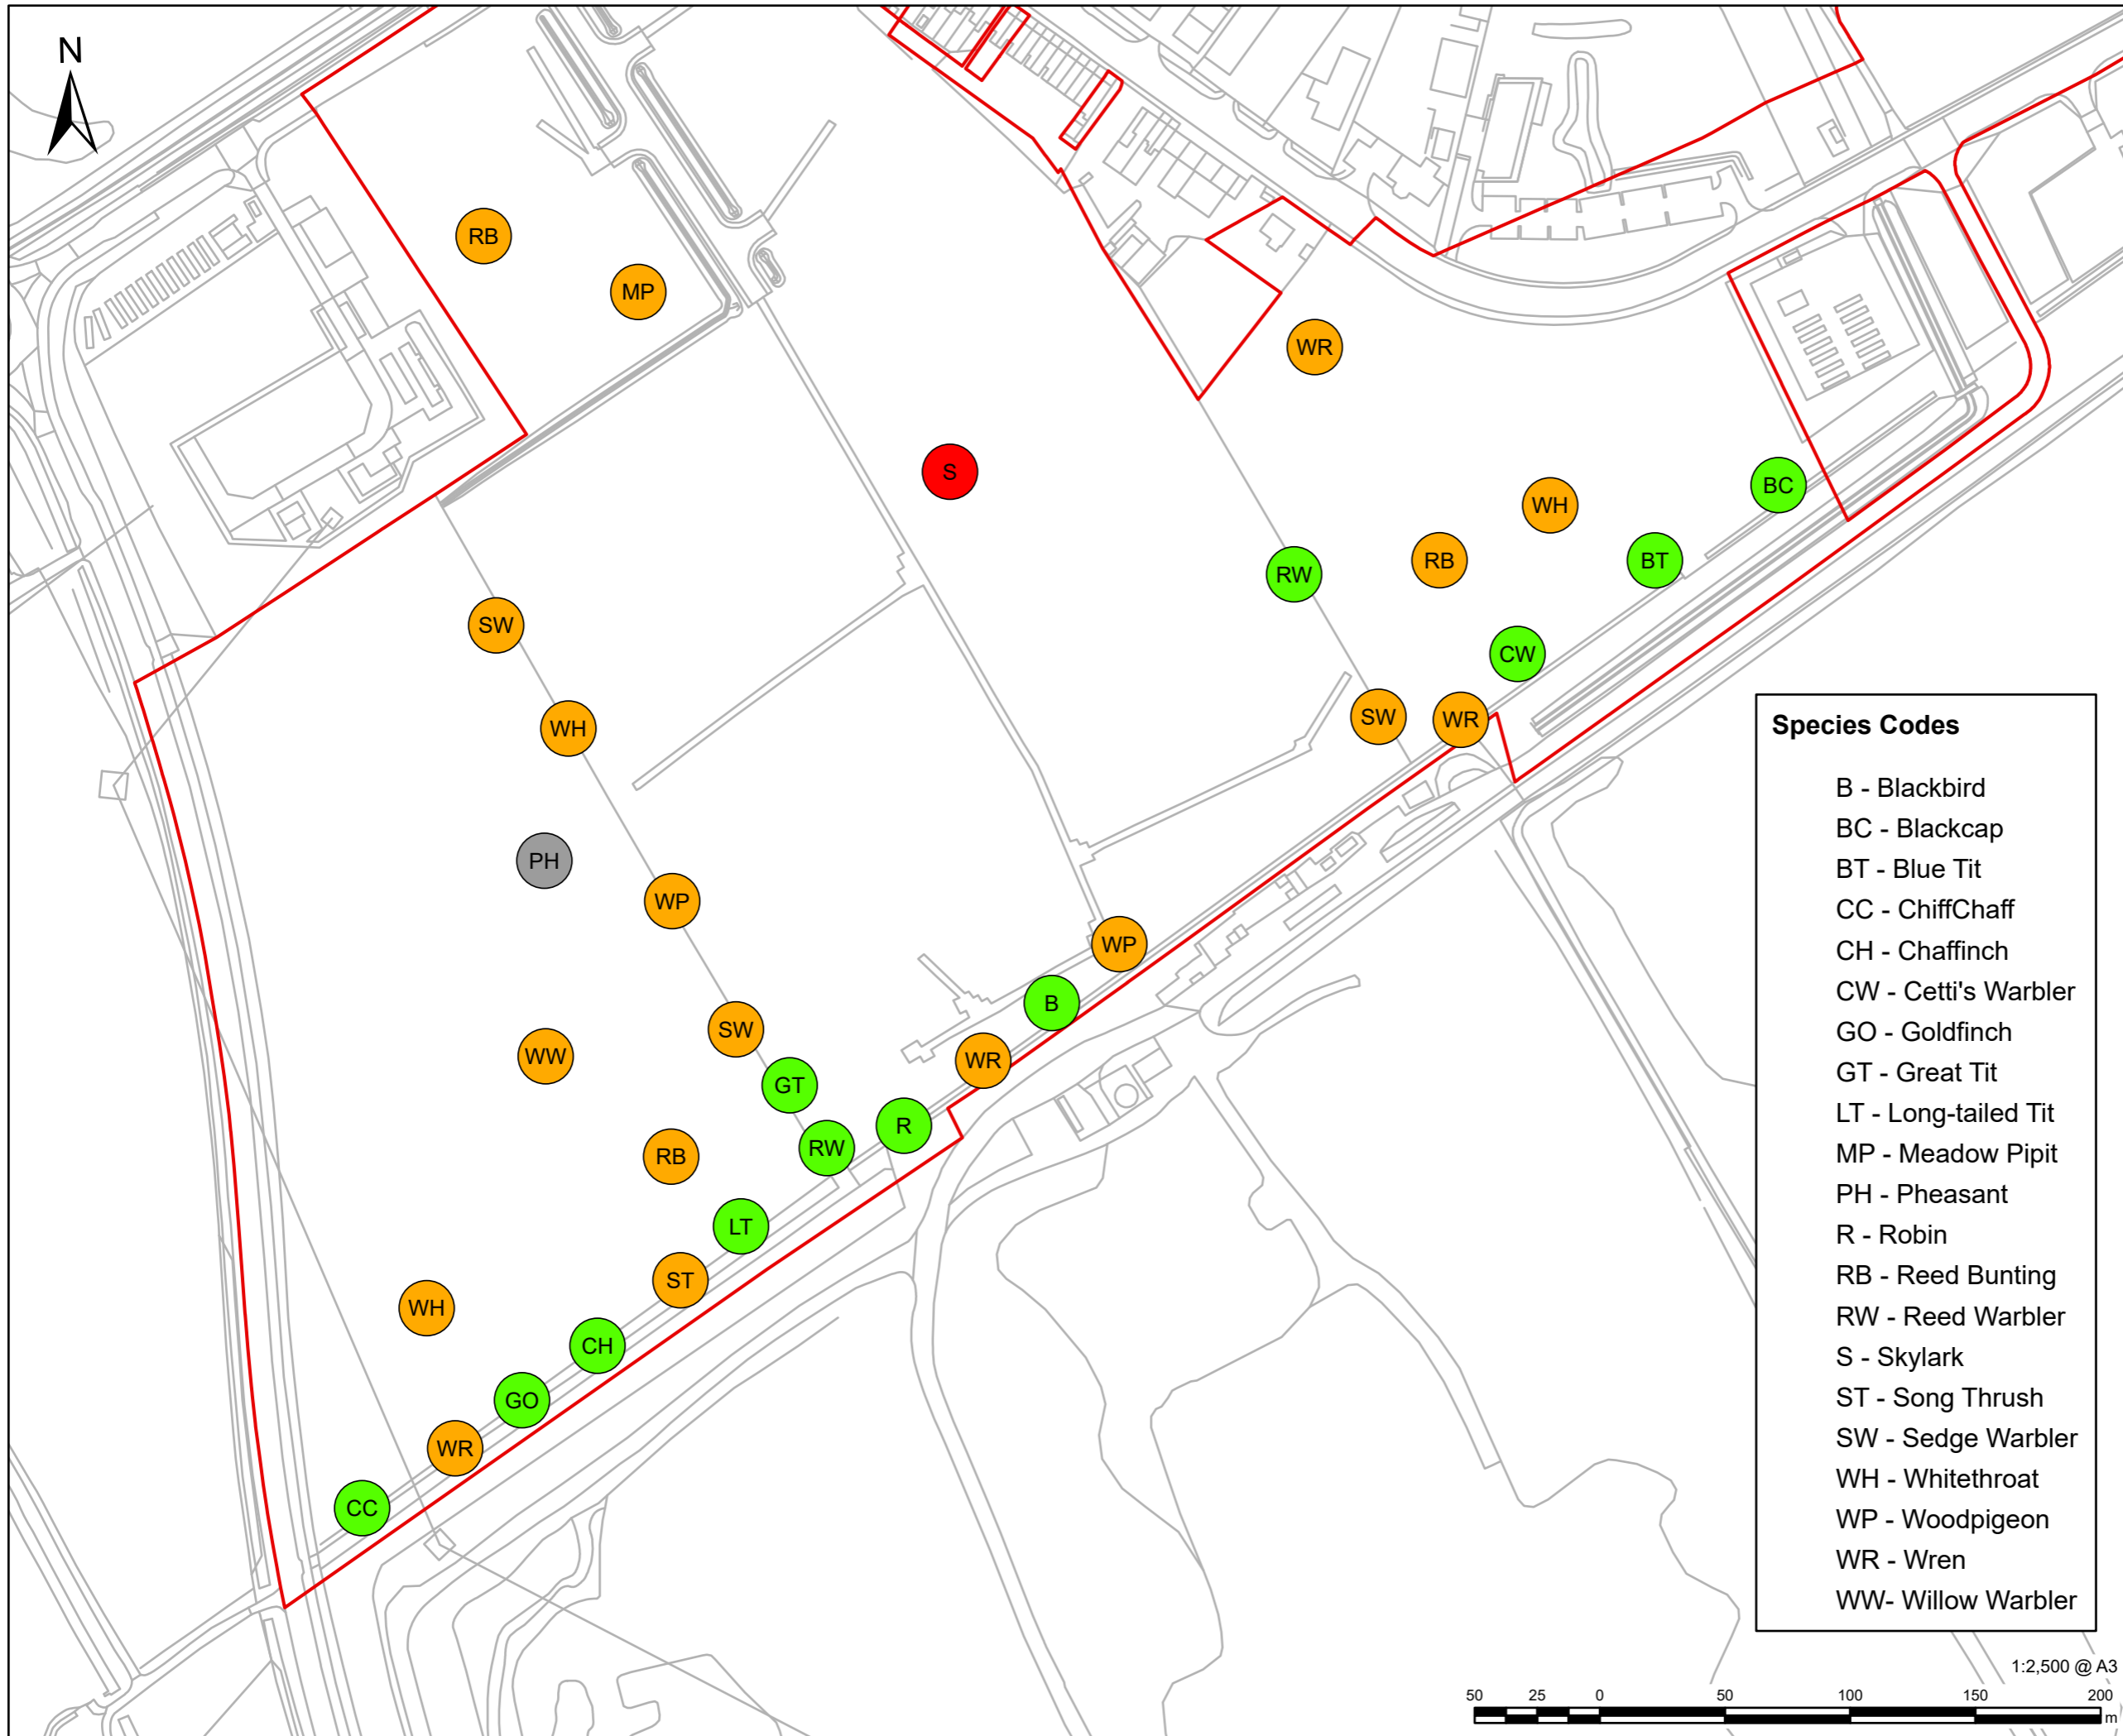 N
RB
MP
WR
S
BC
WH
RB
BT
RW
SW
CW
SW
WR
WH
PH
WP
WP
B
SW
WW
WR
GT
R
RW
RB
LT
ST
WH
CH
GO
WR
CC
Species Codes
B - Blackbird
BC - Blackcap
BT - Blue Tit
CC - ChiffChaff
CH - Chaffinch
CW - Cetti's Warbler
GO - Goldfinch
GT - Great Tit
LT - Long-tailed Tit
MP - Meadow Pipit
PH - Pheasant
R - Robin
RB - Reed Bunting
RW - Reed Warbler
S - Skylark
ST - Song Thrush
SW - Sedge Warbler
WH - Whitethroat
WP - Woodpigeon
WR - Wren
WW- Willow Warbler
1:2,500 @ A3
50 25 0 50 100 150 200
m